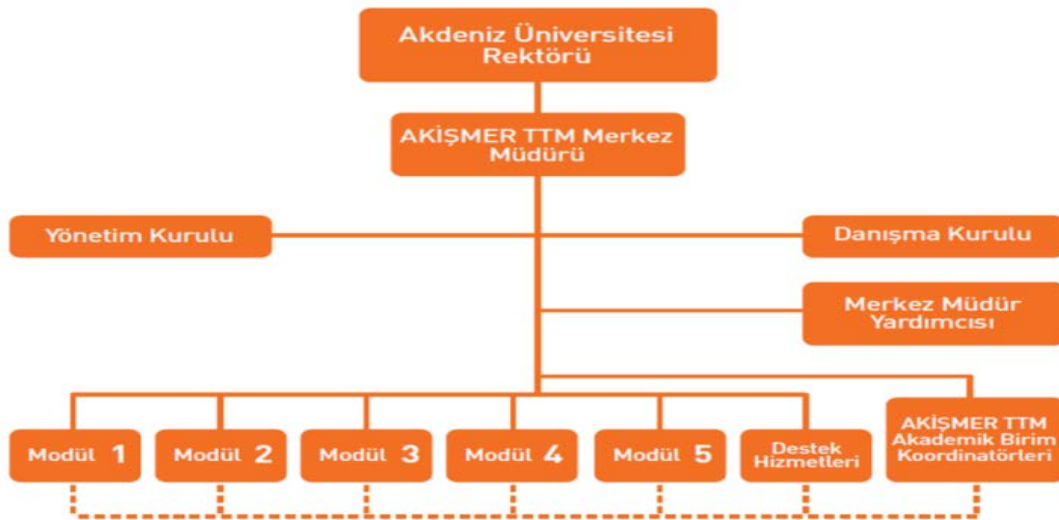 Akdeniz Üniversitesi
Rektörü
AKİŞMER TTM Merkez
Müdürü
Yönetim Kurulu
Danışma Kurulu
Merkez Müdür
Yardımcısı
Modül 1
Modül 2
Modül 3
Modül 4
Modül 5
Destek
Hizmetleri
AKİŞMER TTM
Akademik Birim
Koordinatörleri